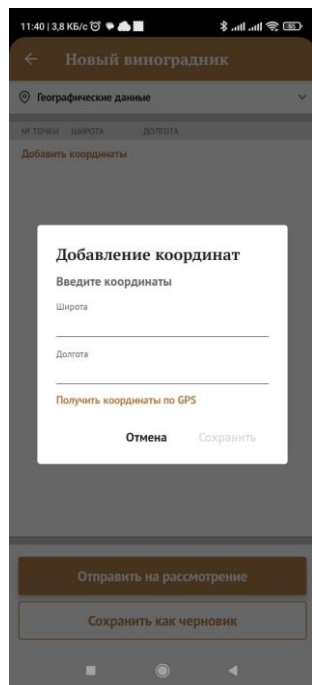 11:40 | 3,8 КБ/с
Новый виноградник
Географические данные
№ ТОЧКИ ШИРОТА ДОЛГОТА
Добавить координаты
Добавление координат
Введите координаты
Широта
Долгота
Получить координаты по GPS
Отмена Сохранить
Отправить на рассмотрение
Сохранить как черновик